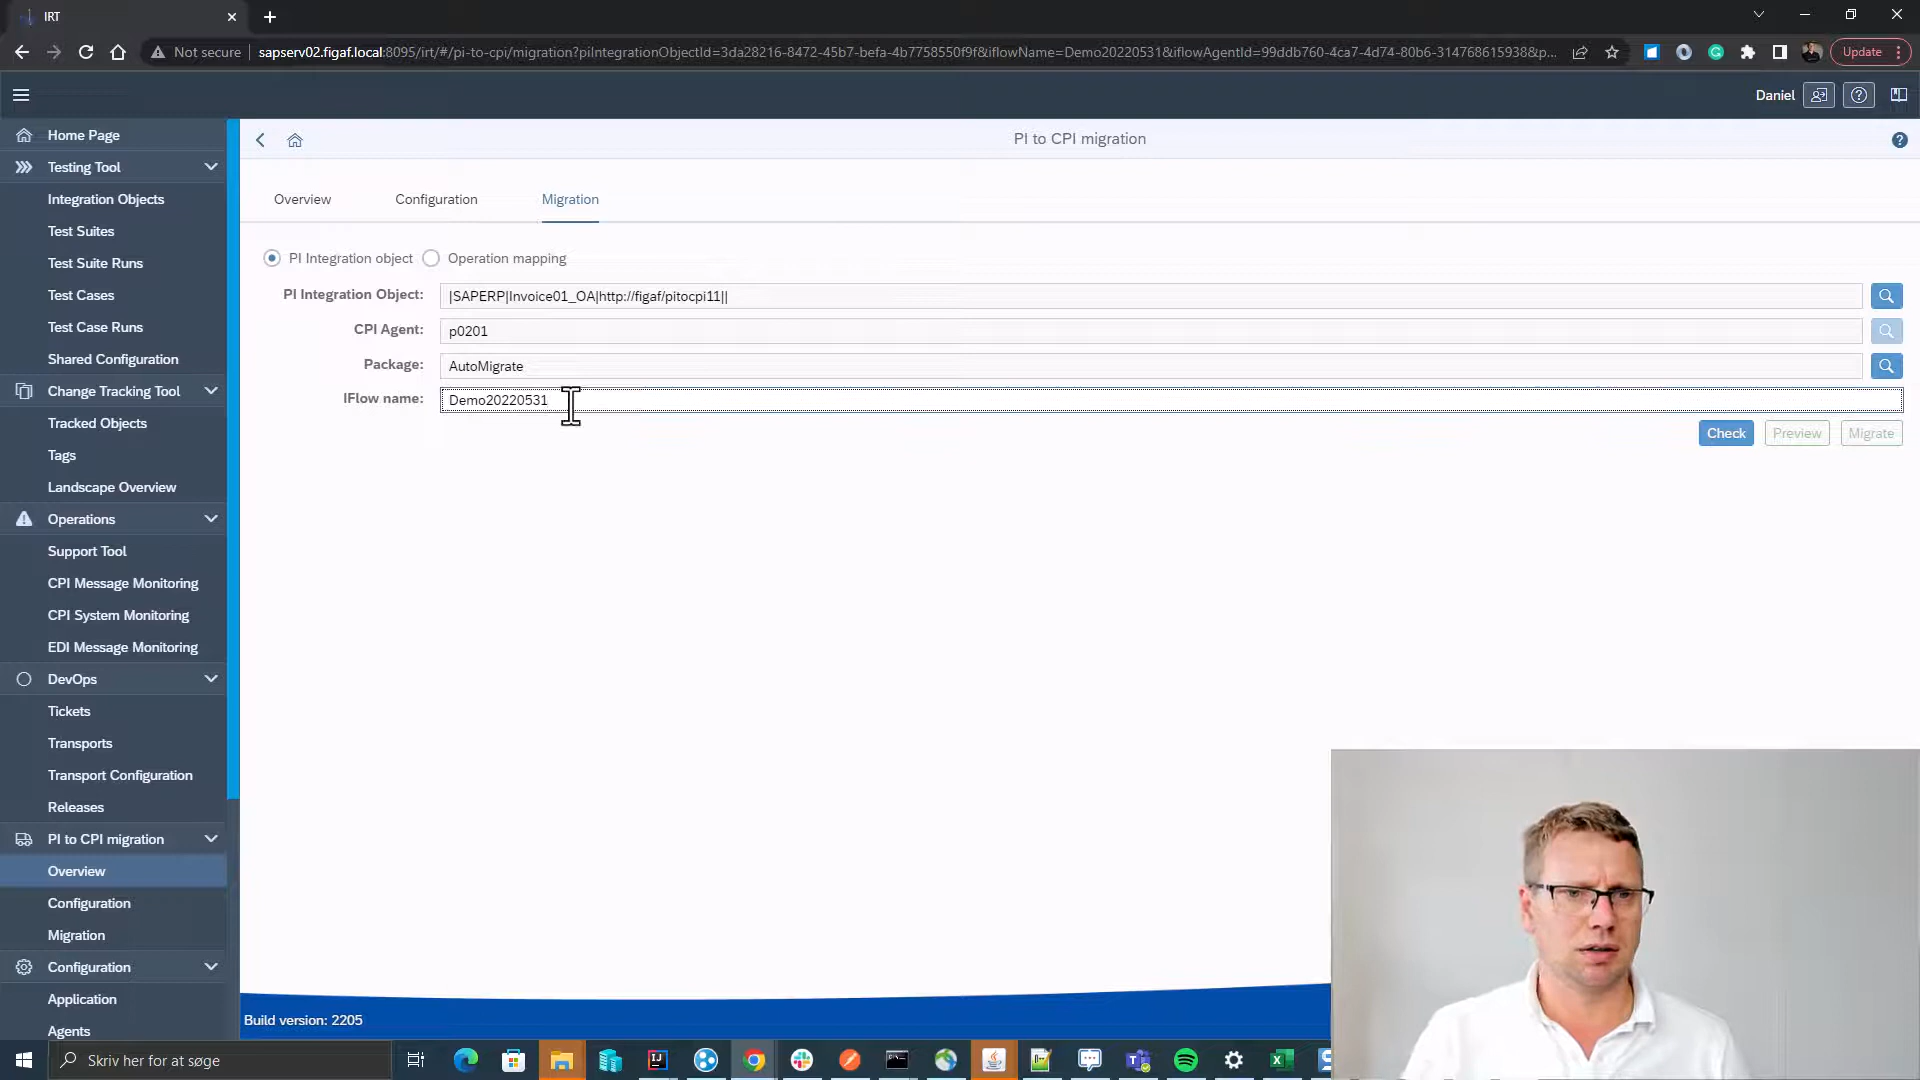 IRT
Not secure
sapserv02.figaf.local:8095/irt/#/pi-to-cpi/migration?piIntegrationObjectId=3da28216-8472-45b7-befa-4b7758550f9f&iflowName=Demo20220531&iflowAgentId=99ddb760-4ca7-4d74-80b6-314768615938&p...
Update
Daniel
Home Page
Testing Tool
Integration Objects
Test Suites
Test Suite Runs
Test Cases
Test Case Runs
Shared Configuration
Change Tracking Tool
Tracked Objects
Tags
Landscape Overview
Operations
Support Tool
CPI Message Monitoring
CPI System Monitoring
EDI Message Monitoring
DevOps
Tickets
Transports
Transport Configuration
Releases
PI to CPI migration
Overview
Configuration
Migration
Configuration
Application
Agents
PI to CPI migration
Overview
Configuration
Migration
PI Integration object
Operation mapping
PI Integration Object: |SAPERP|Invoice01_OA|http://figaf/pitocpi11||
CPI Agent: p0201
Package: AutoMigrate
IFlow name: Demo20220531
Check
Preview
Migrate
Build version: 2205
Skriv her for at søge